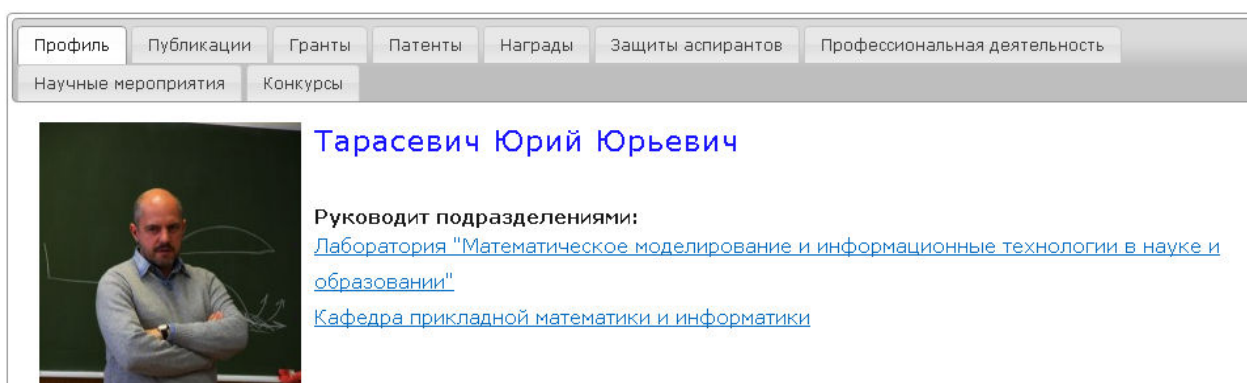 Профиль Публикации Гранты Патенты Награды Защиты аспирантов Профессиональная деятельность
Научные мероприятия Конкурсы
Тарасевич Юрий Юрьевич
Руководит подразделениями:
Лаборатория "Математическое моделирование и информационные технологии в науке и
образовании"
Кафедра прикладной математики и информатики